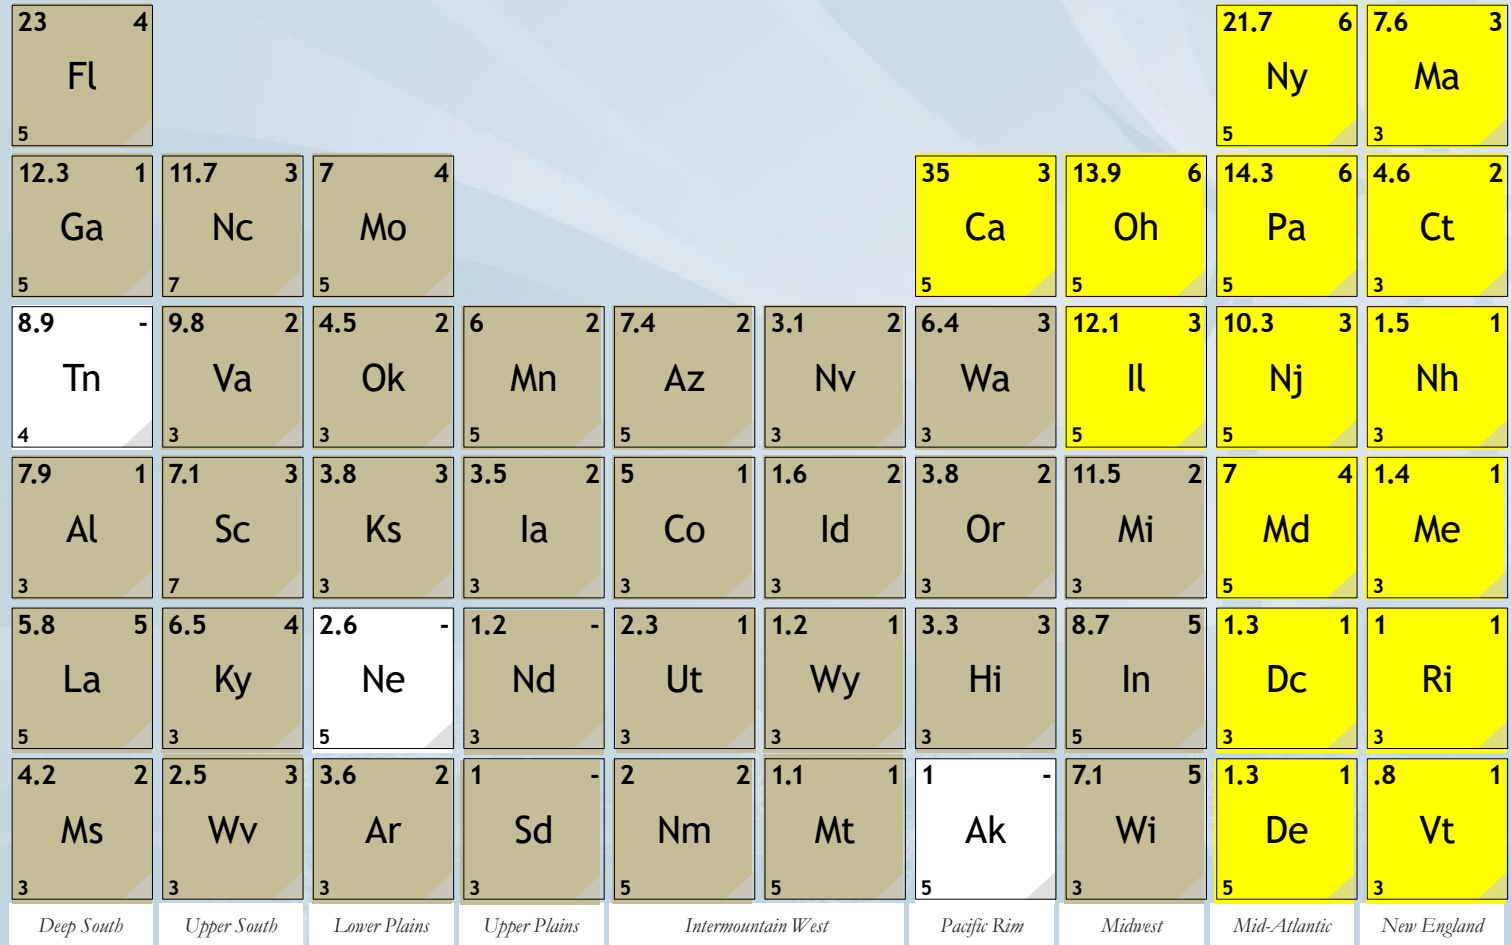 23 4 21.7 6 7.6 3
Fl Ny Ma
5 5 3
12.3 1 11.7 3 7 4 35 3 13.9 6 14.3 6 4.6 2
Ga Nc Mo Ca Oh Pa Ct
5 7 5 5 5 5 3
8.9 - 9.8 2 4.5 2 6 2 7.4 2 3.1 2 6.4 3 12.1 3 10.3 3 1.5 1
Tn Va Ok Mn Az Nv Wa Il Nj Nh
4 3 3 5 5 3 3 5 5 3
7.9 1 7.1 3 3.8 3 3.5 2 5 1 1.6 2 3.8 2 11.5 2 7 4 1.4 1
Al Sc Ks Ia Co Id Or Mi Md Me
3 7 3 3 3 3 3 3 5 3
5.8 5 6.5 4 2.6 - 1.2 - 2.3 1 1.2 1 3.3 3 8.7 5 1.3 1 1 1
La Ky Ne Nd Ut Wy Hi In Dc Ri
5 3 5 3 3 3 3 5 3 3
4.2 2 2.5 3 3.6 2 1 - 2 2 1.1 1 1 - 7.1 5 1.3 1 .8 1
Ms Wv Ar Sd Nm Mt Ak Wi De Vt
3 3 3 3 5 5 5 3 5 3
Deep South Upper South Lower Plains Upper Plains Intermountain West Pacific Rim Midwest Mid-Atlantic New England